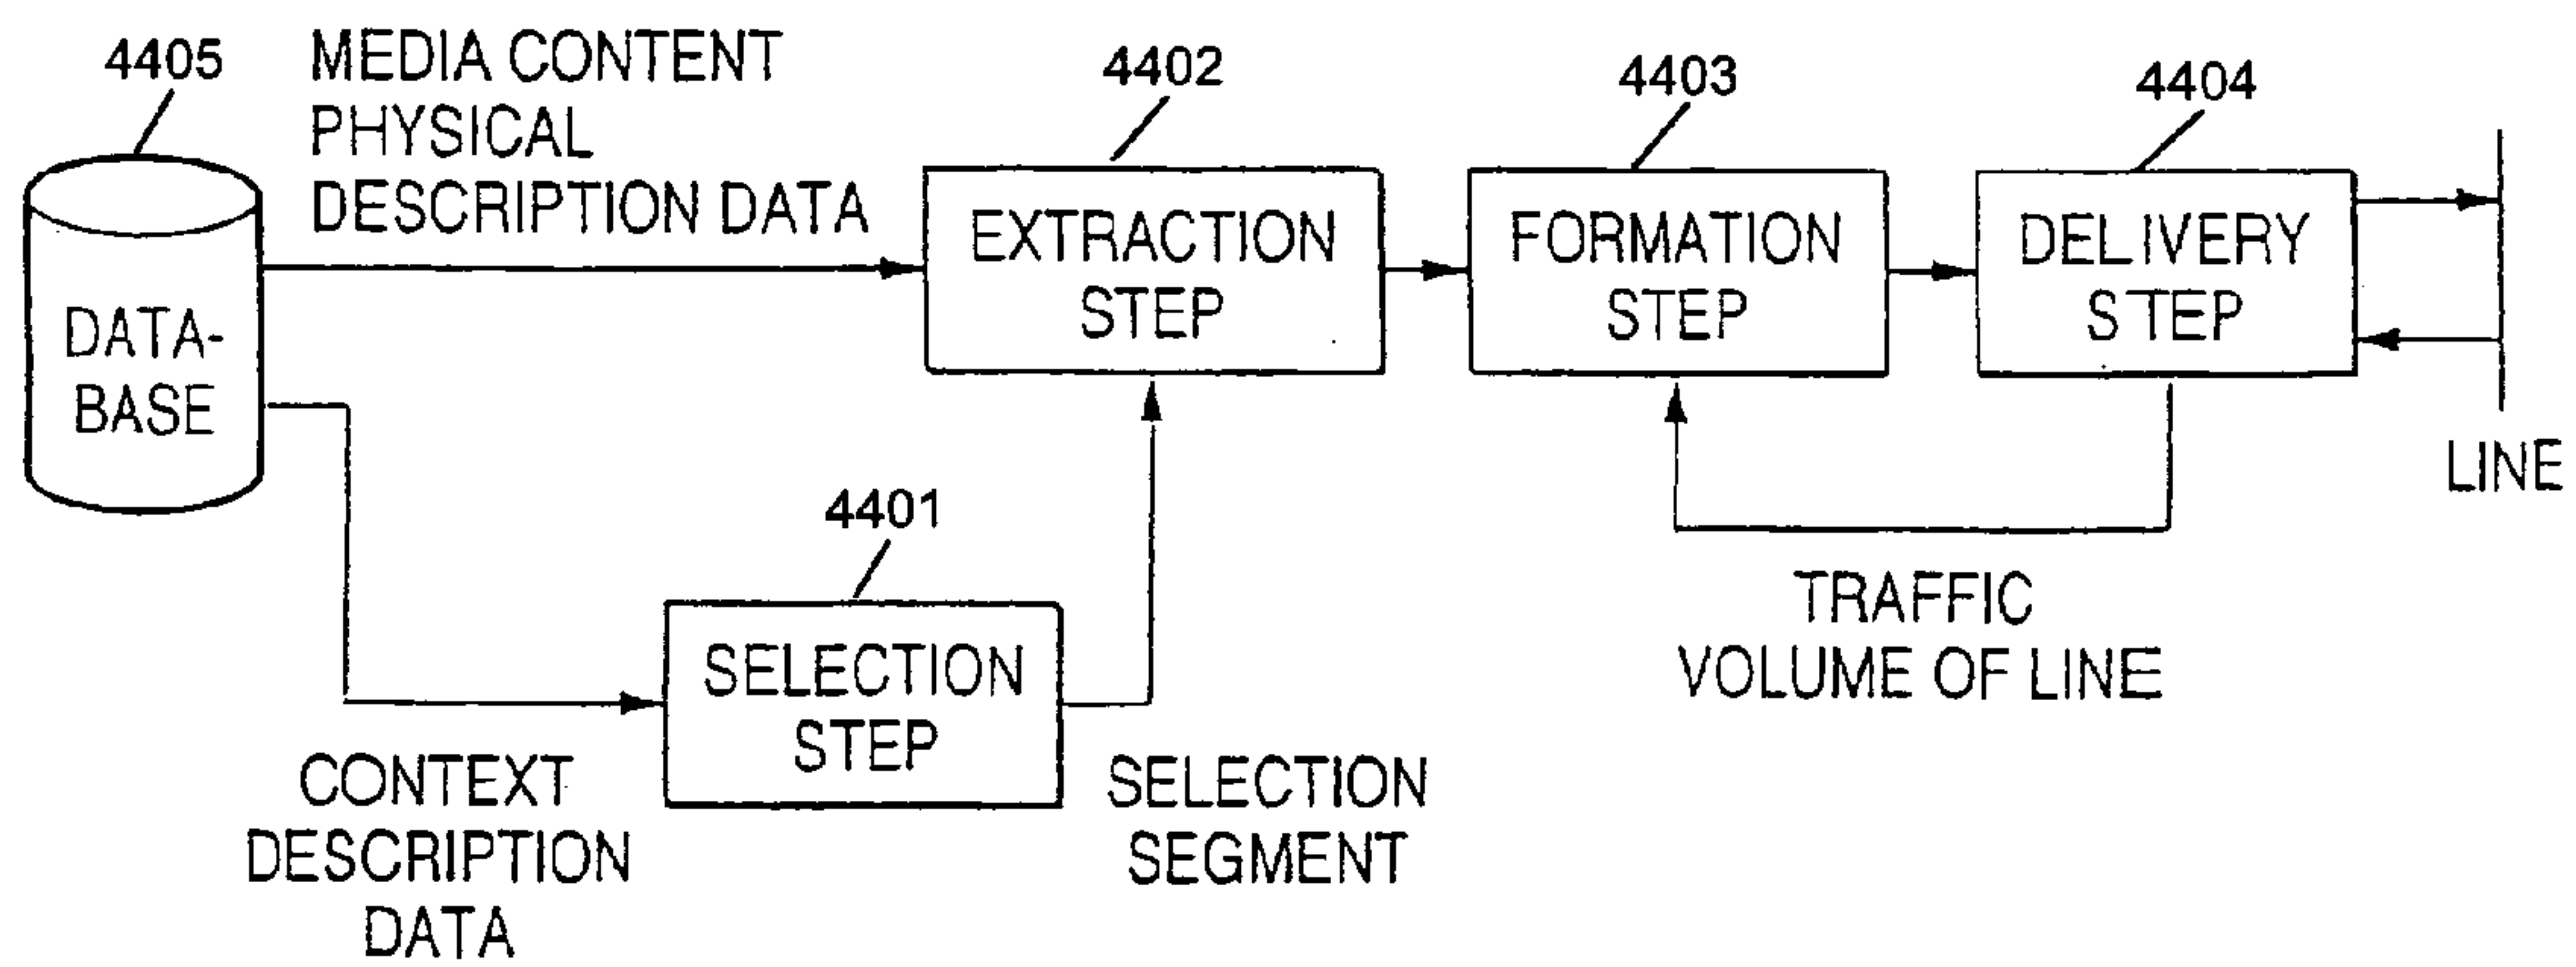 4405
MEDIA CONTENT
PHYSICAL
DESCRIPTION DATA
4402
4403
4404
DATA-
BASE
EXTRACTION
STEP
FORMATION
STEP
DELIVERY
STEP
LINE
4401
SELECTION
STEP
TRAFFIC
VOLUME OF LINE
CONTEXT
DESCRIPTION
DATA
SELECTION
SEGMENT